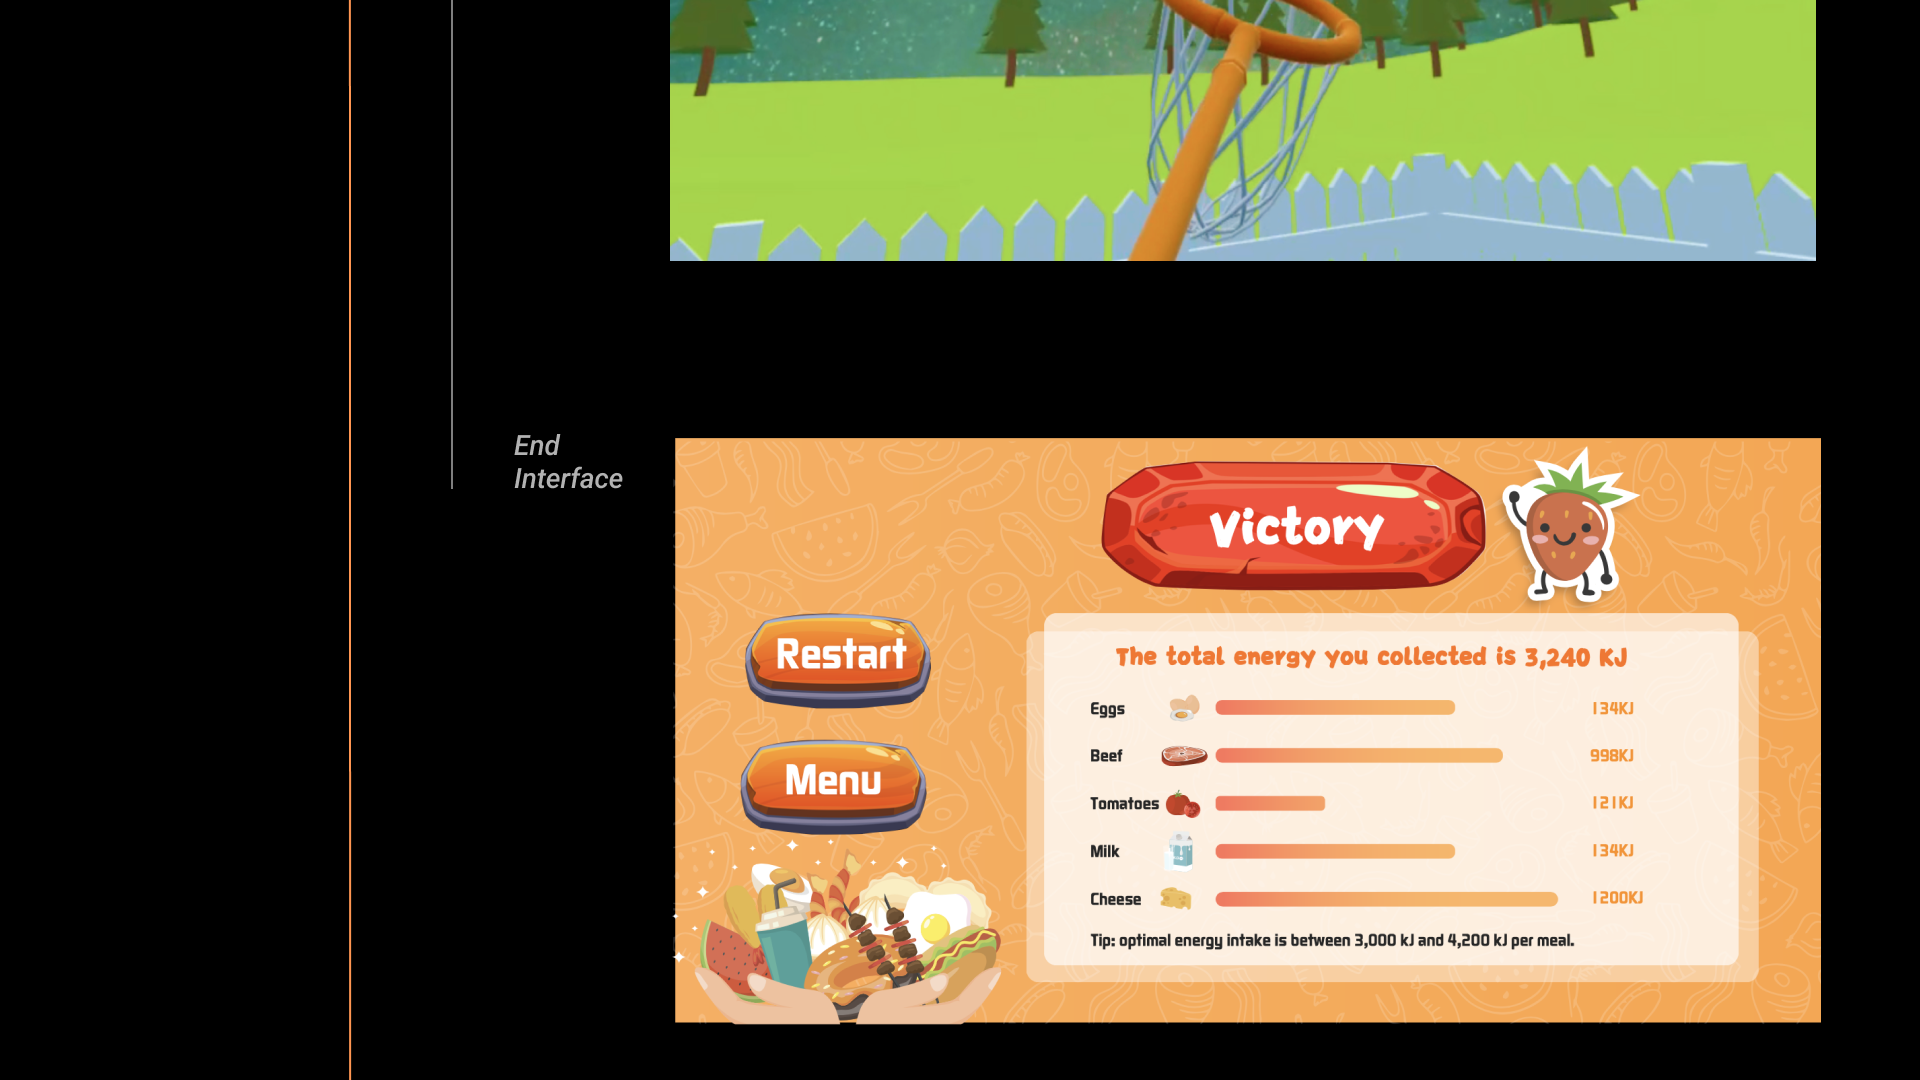 End
Interface
Victory
Restart
Menu
The total energy you collected is 3,240 KJ
Eggs 134KJ
Beef 998KJ
Tomatoes 121KJ
Milk 134KJ
Cheese 1200KJ
Tip: optimal energy intake is between 3,000 kJ and 4,200 kJ per meal.